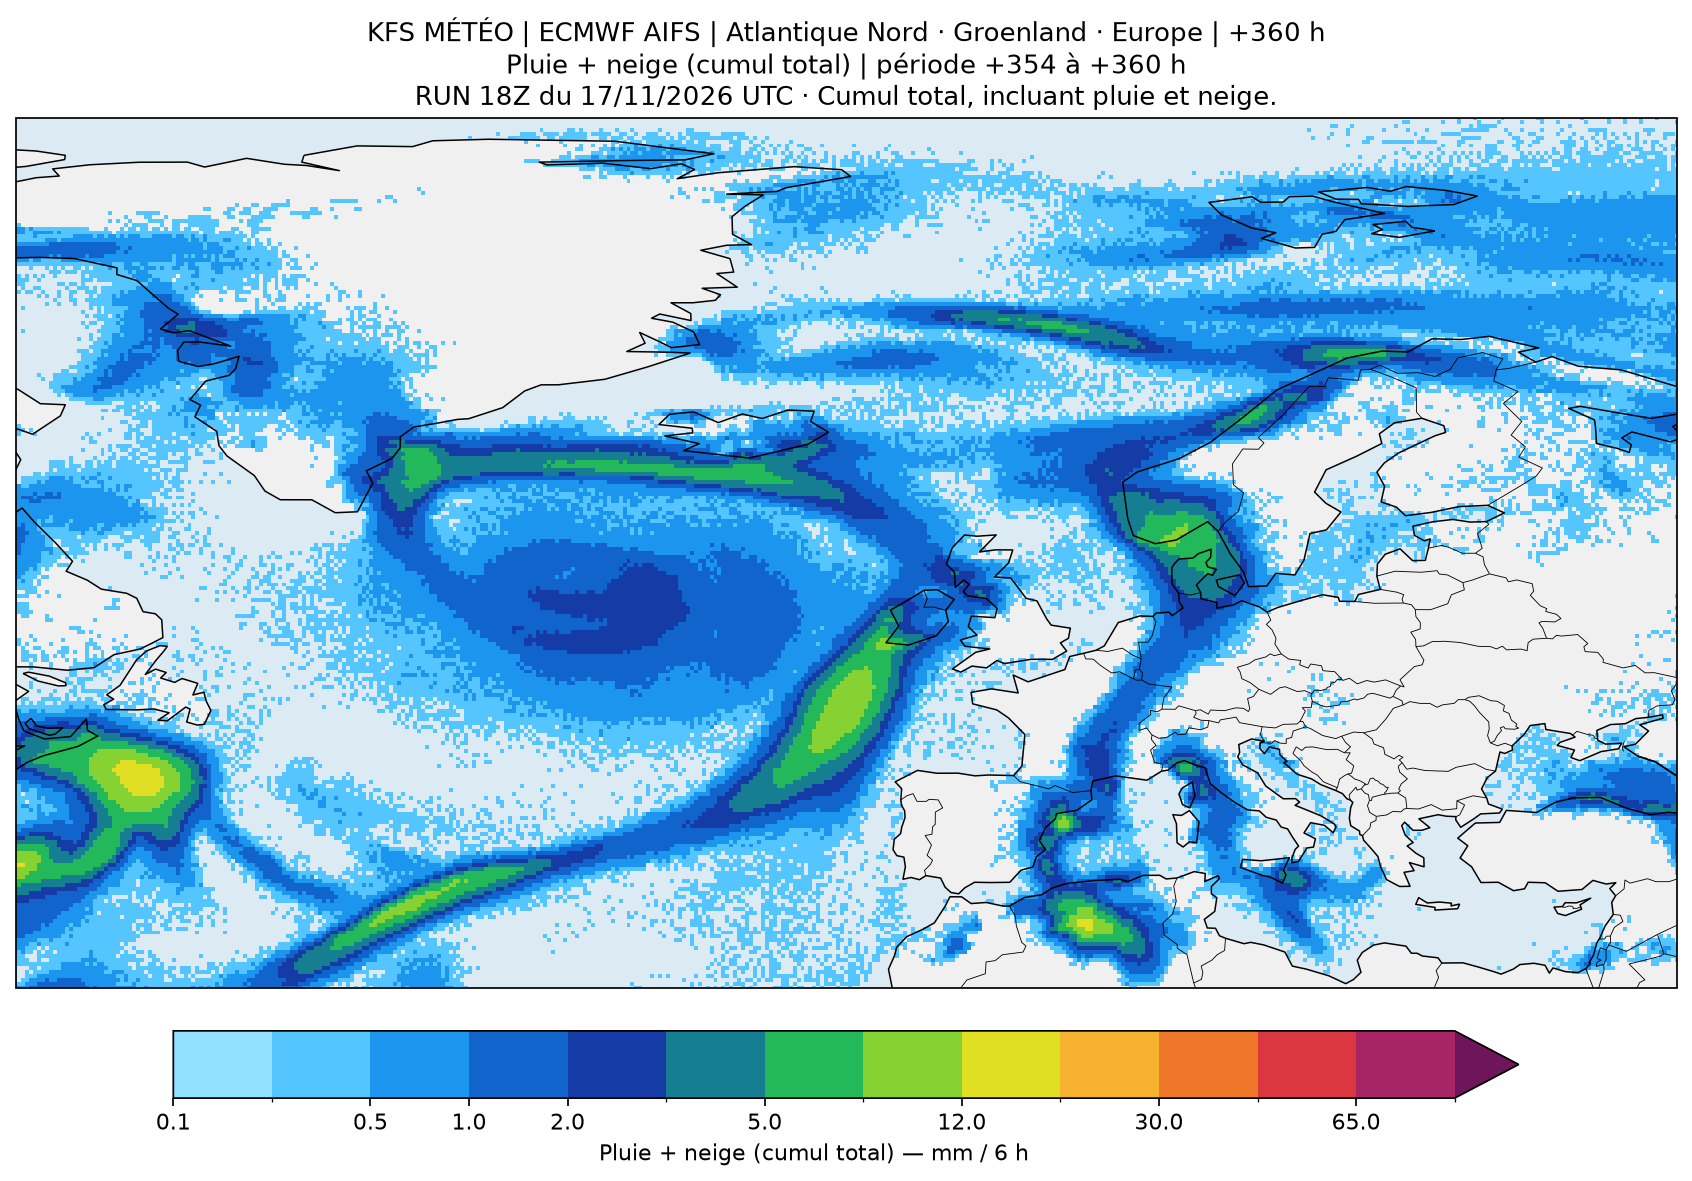 KFS MÉTÉO | ECMWF AIFS | Atlantique Nord · Groenland · Europe | +360 h
Pluie + neige (cumul total) | période +354 à +360 h
RUN 18Z du 17/11/2026 UTC · Cumul total, incluant pluie et neige.
0.1 0.5 1.0 2.0 5.0 12.0 30.0 65.0
Pluie + neige (cumul total) — mm / 6 h